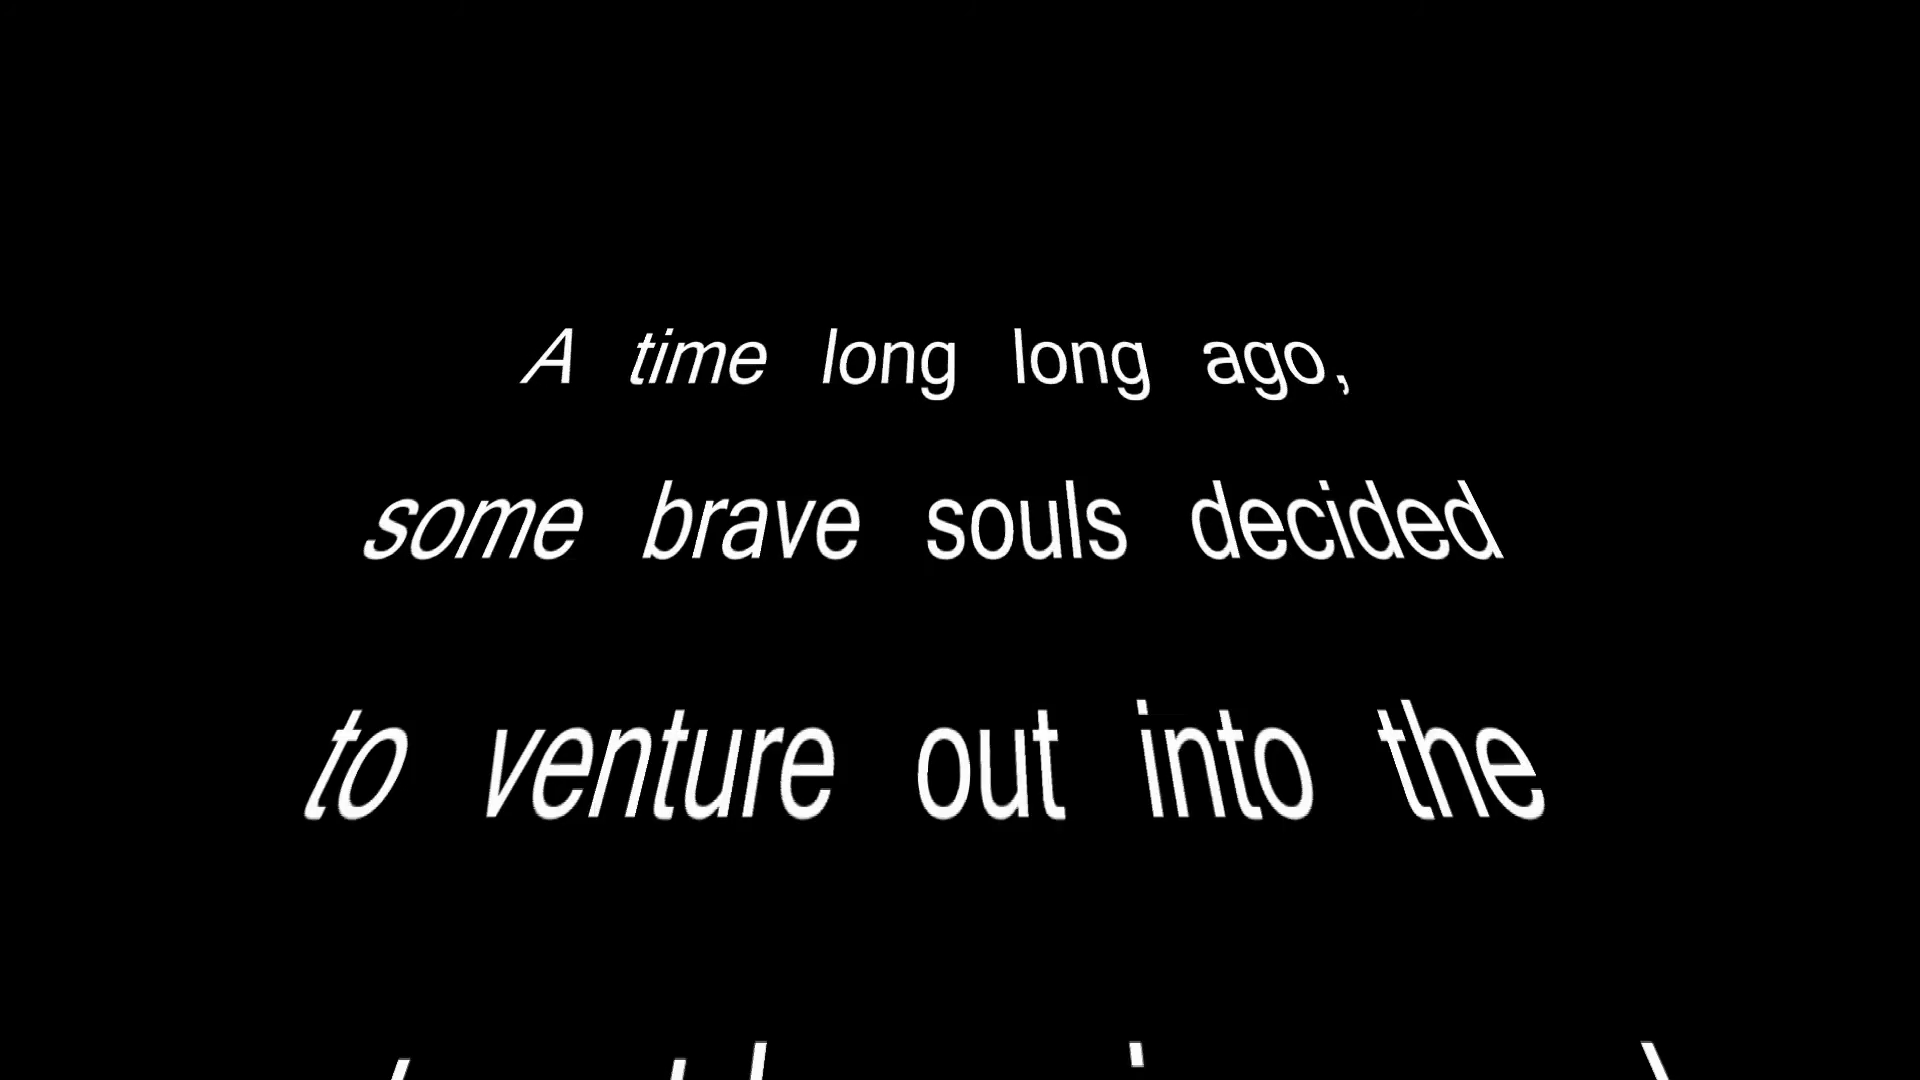 A time long long ago,
some brave souls decided
to venture out into the